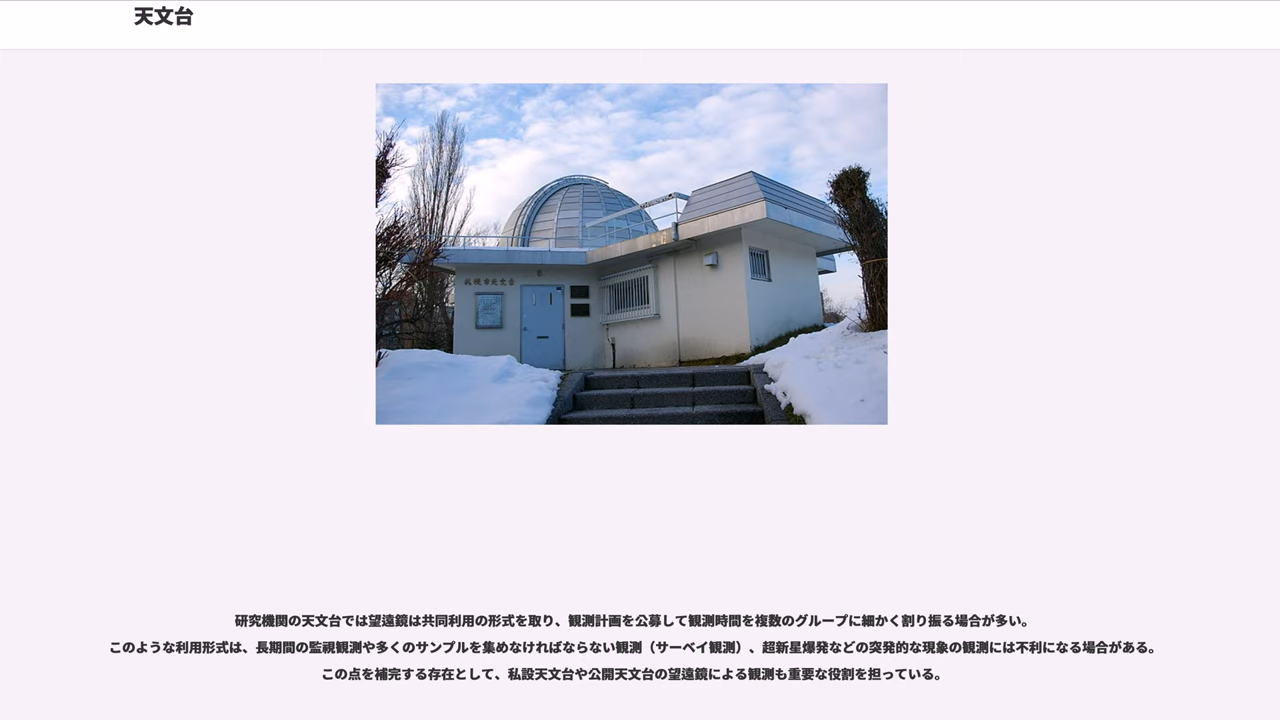 天文台
札幌市天文台
研究機関の天文台では望遠鏡は共同利用の形式を取り、観測計画を公募して観測時間を複数のグループに細かく割り振る場合が多い。
このような利用形式は、長期間の監視観測や多くのサンプルを集めなければならない観測（サーベイ観測）、超新星爆発などの突発的な現象の観測には不利になる場合がある。
この点を補完する存在として、私設天文台や公開天文台の望遠鏡による観測も重要な役割を担っている。